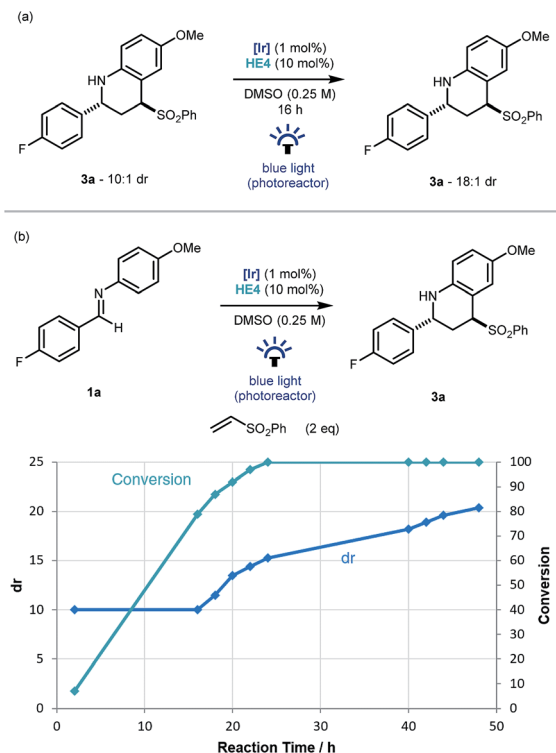 (a)
HN
OMe
SO2Ph
F
3a - 10:1 dr
[Ir] (1 mol%)
HE4 (10 mol%)
DMSO (0.25 M)
16 h
blue light
(photoreactor)
HN
OMe
SO2Ph
F
3a - 18:1 dr
(b)
OMe
N
H
F
1a
[Ir] (1 mol%)
HE4 (10 mol%)
DMSO (0.25 M)
blue light
(photoreactor)
SO2Ph (2 eq)
HN
OMe
SO2Ph
F
3a
Conversion
dr
25
20
15
10
5
0
dr
100
90
80
70
60
50
40
30
20
10
0
Conversion
0 10 20 30 40 50
Reaction Time / h